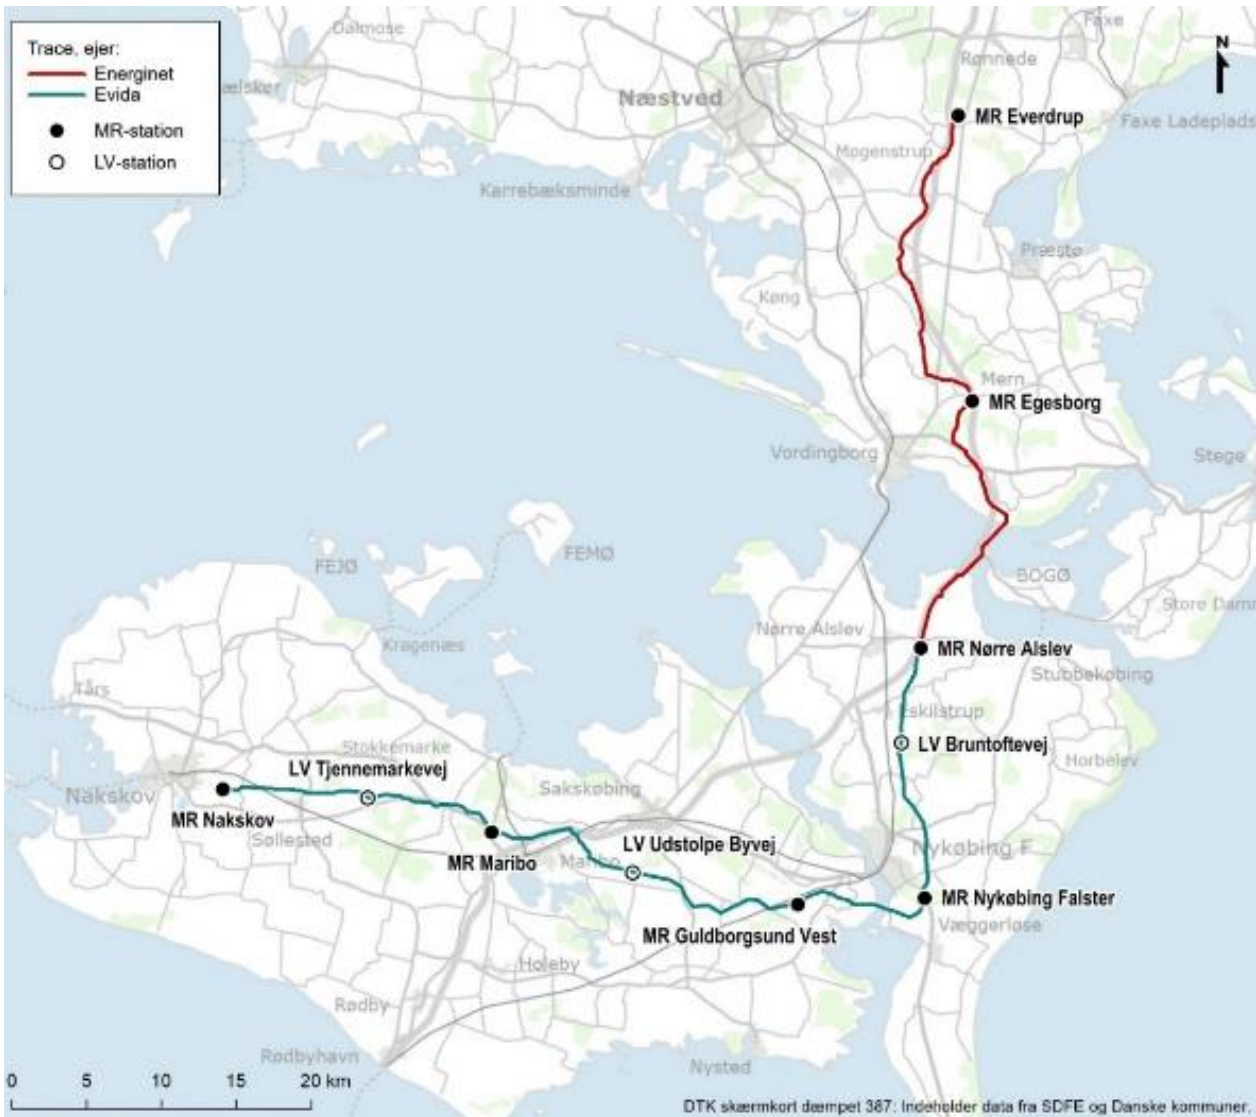 Trace, ejer:
Energinet
Evida
MR-station
LV-station
N
Dalmose
Faxe
Rønnede
ælskør
Næstved
MR Everdrup
Faxe Ladeplads
Mogenstrup
Karrebæksminde
Præstø
Køng
Mern
MR Egesborg
Vordingborg
Stege
FEMØ
FEJØ
BOGØ
Store Damm
Nørre Alslev
Kragenæs
MR Nørre Alslev
Stubbekøbing
Tårs
Eskilstrup
Stokkemarke
LV Bruntoftevej
Horbelev
LV Tjennemarkevej
Sakskøbing
Nakskov
MR Nakskov
Søllested
LV Udstolpe Byvej
Nykøbing F
MR Maribo
Maribo
MR Nykøbing Falster
Væggerløse
MR Guldborgsund Vest
Holeby
Rødby
Rødbyhavn
Nysted
0 5 10 15 20 km
DTK skærmkort dæmpet 387: Indeholder data fra SDFE og Danske kommuner.